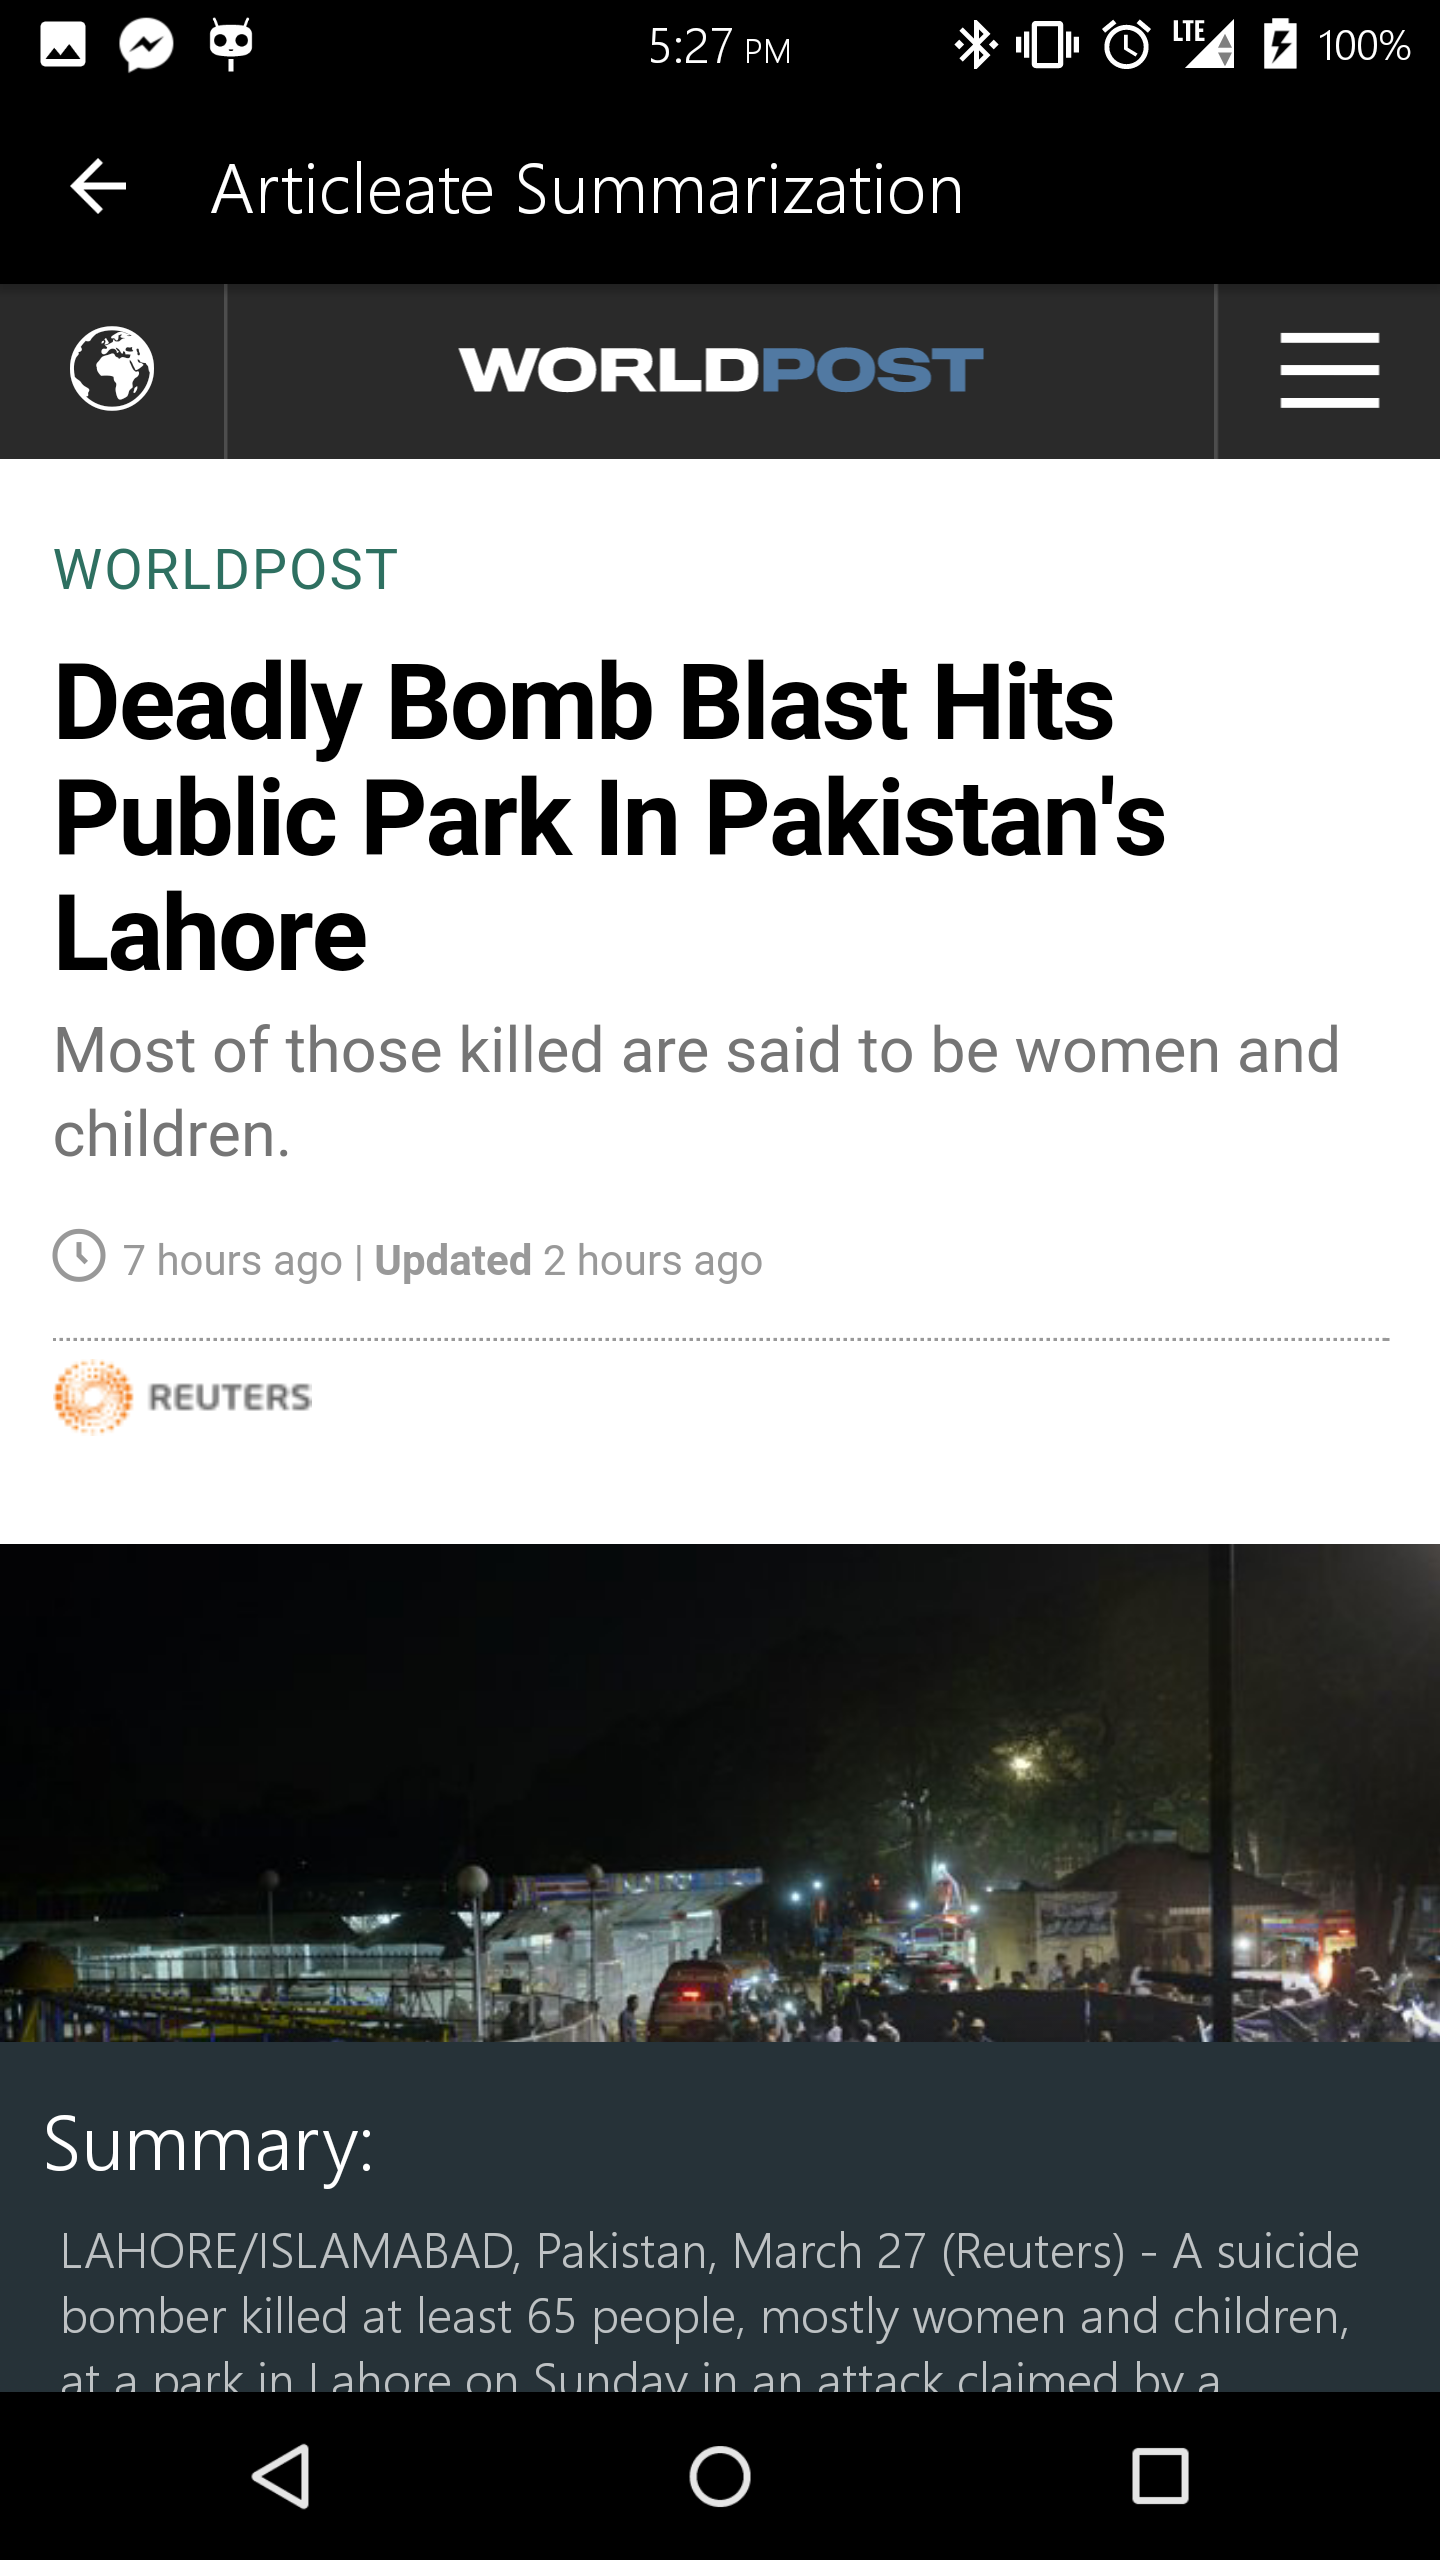 5:27 PM
LTE
100%
Articleate Summarization
WORLDPOST
WORLDPOST
Deadly Bomb Blast Hits
Public Park In Pakistan's
Lahore
Most of those killed are said to be women and
children.
7 hours ago | Updated 2 hours ago
REUTERS
Summary:
LAHORE/ISLAMABAD, Pakistan, March 27 (Reuters) - A suicide
bomber killed at least 65 people, mostly women and children,
at a park in Lahore on Sunday in an attack claimed by a